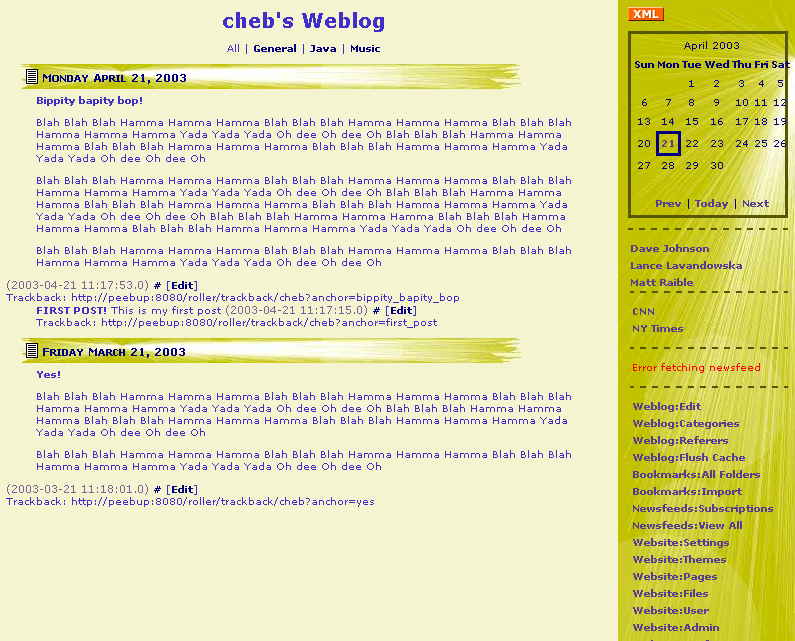 cheb's Weblog
All | General | Java | Music
MONDAY APRIL 21, 2003
Bippity bapity bop!
Blah Blah Blah Hamma Hamma Hamma Blah Blah Blah Hamma Hamma Hamma Hamma Blah Blah Blah
Hamma Hamma Hamma Yada Yada Yada Oh dee Oh dee Oh Blah Blah Blah Hamma Hamma
Hamma Blah Blah Blah Hamma Hamma Hamma Blah Blah Blah Hamma Hamma Hamma Hamma Yada
Yada Yada Oh dee Oh dee Oh
Blah Blah Blah Hamma Hamma Hamma Blah Blah Blah Hamma Hamma Hamma Hamma Blah Blah Blah
Hamma Hamma Hamma Yada Yada Yada Oh dee Oh dee Oh Blah Blah Blah Hamma Hamma
Hamma Blah Blah Blah Hamma Hamma Hamma Blah Blah Blah Hamma Hamma Hamma Hamma Yada
Yada Yada Oh dee Oh dee Oh Blah Blah Blah Hamma Hamma Hamma Blah Blah Blah Hamma
Hamma Hamma Blah Blah Blah Hamma Hamma Hamma Hamma Yada Yada Yada Oh dee Oh dee Oh
Blah Blah Blah Hamma Hamma Hamma Blah Blah Blah Hamma Hamma Hamma Hamma Blah Blah Blah
Hamma Hamma Hamma Hamma Yada Yada Yada Oh dee Oh dee Oh
(2003-04-21 11:17:53.0) # [Edit]
Trackback: http://peebup:8080/roller/trackback/cheb?anchor=bippity_bapity_bop
FIRST POST! This is my first post (2003-04-21 11:17:15.0) # [Edit]
Trackback: http://peebup:8080/roller/trackback/cheb?anchor=first_post
FRIDAY MARCH 21, 2003
Yes!
Blah Blah Blah Hamma Hamma Hamma Blah Blah Blah Hamma Hamma Hamma Hamma Blah Blah Blah
Hamma Hamma Hamma Yada Yada Yada Oh dee Oh dee Oh Blah Blah Blah Hamma Hamma
Hamma Blah Blah Blah Hamma Hamma Hamma Blah Blah Blah Hamma Hamma Hamma Hamma Yada
Yada Yada Oh dee Oh dee Oh
Blah Blah Blah Hamma Hamma Hamma Blah Blah Blah Hamma Hamma Hamma Hamma Blah Blah Blah
Hamma Hamma Hamma Hamma Yada Yada Yada Oh dee Oh dee Oh
(2003-03-21 11:18:01.0) # [Edit]
Trackback: http://peebup:8080/roller/trackback/cheb?anchor=yes
XML
April 2003
Sun Mon Tue Wed Thu Fri Sat
1 2 3 4 5
6 7 8 9 10 11 12
13 14 15 16 17 18 19
20 21 22 23 24 25 26
27 28 29 30
Prev | Today | Next
Dave Johnson
Lance Lavandowska
Matt Raible
CNN
NY Times
Error fetching newsfeed
Weblog:Edit
Weblog:Categories
Weblog:Referers
Weblog:Flush Cache
Bookmarks:All Folders
Bookmarks:Import
Newsfeeds:Subscriptions
Newsfeeds:View All
Website:Settings
Website:Themes
Website:Pages
Website:Files
Website:User
Website:Admin